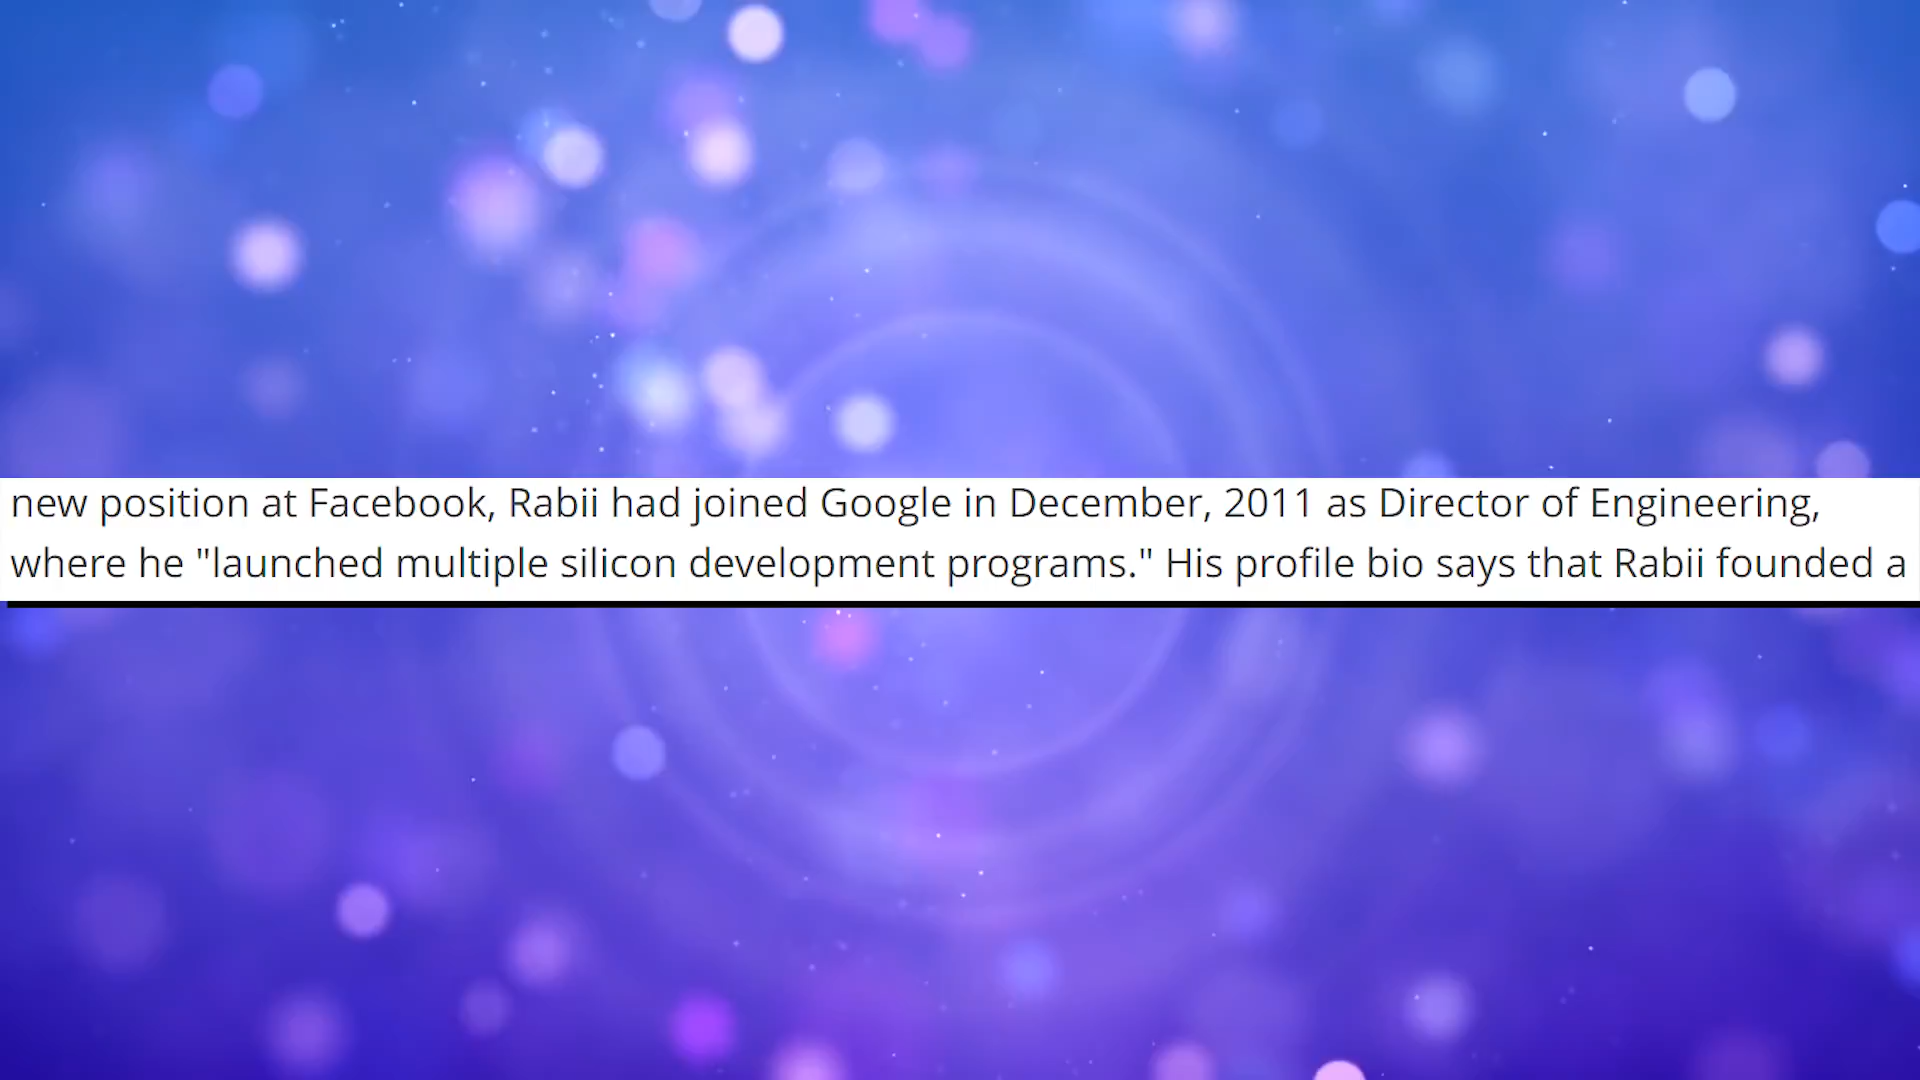 new position at Facebook, Rabii had joined Google in December, 2011 as Director of Engineering,
where he "launched multiple silicon development programs." His profile bio says that Rabii founded a